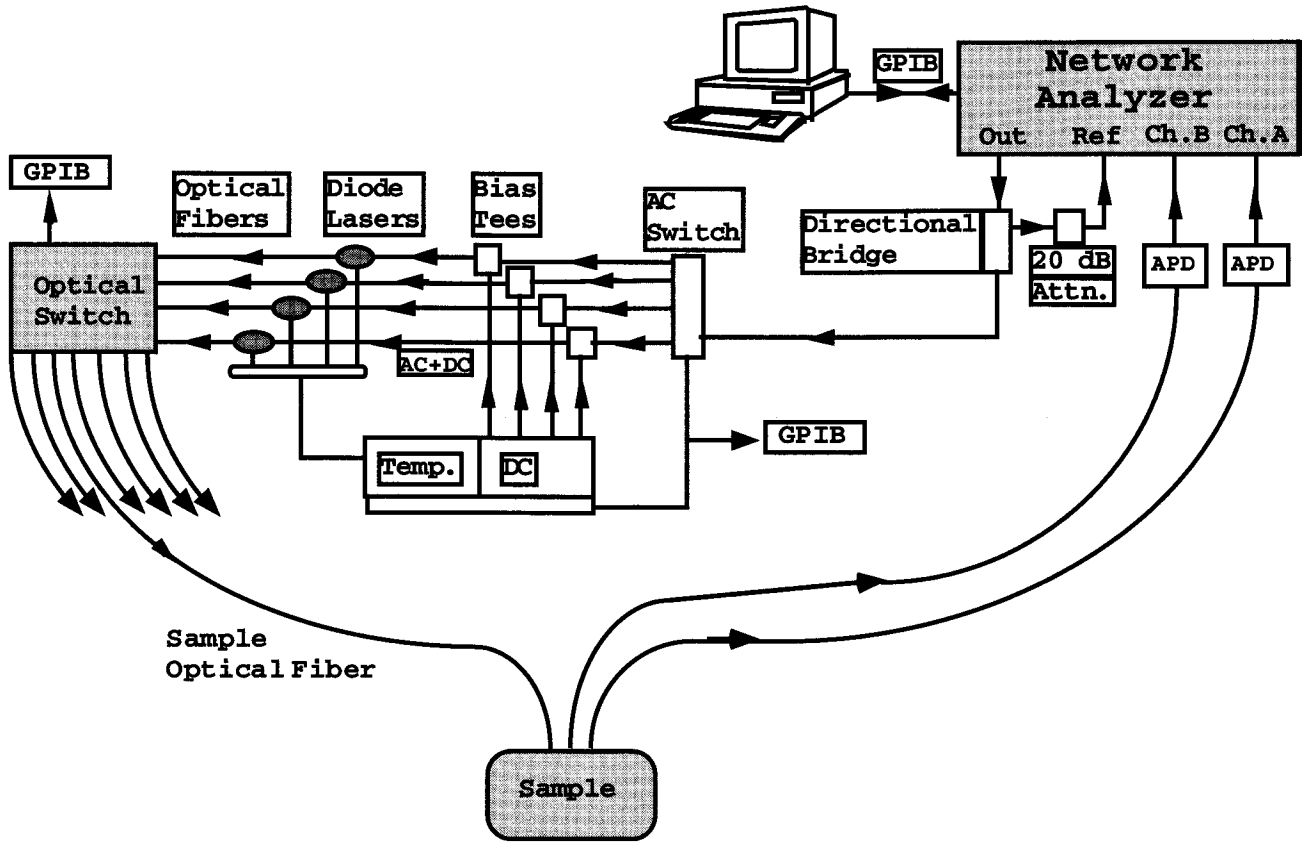 GPIB
Network
Analyzer
Out Ref Ch.B Ch.A
GPIB
Optical
Fibers
Diode
Lasers
Bias
Tees
AC
Switch
Directional
Bridge
20 dB
Attn.
APD
APD
Optical
Switch
AC+DC
GPIB
Temp.
DC
Sample
Optical Fiber
Sample